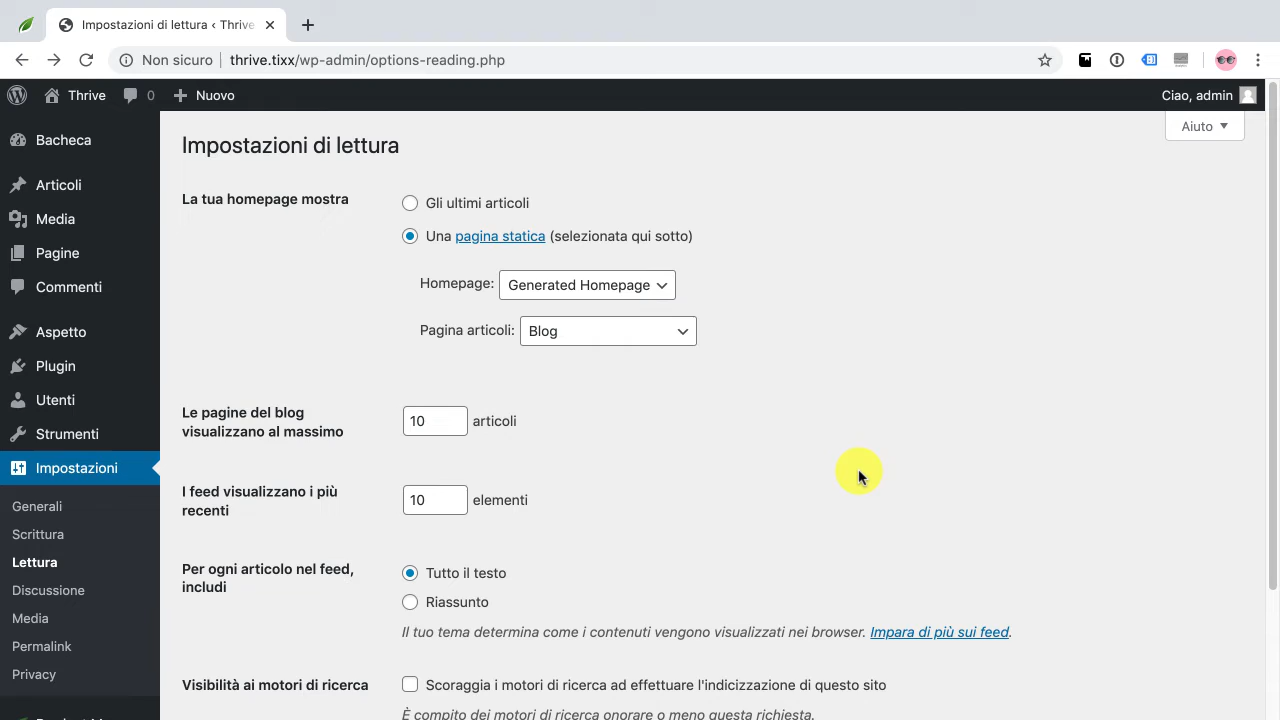 Impostazioni di lettura ‹ Thrive
Non sicuro
thrive.tixx/wp-admin/options-reading.php
Thrive
0
Nuovo
Ciao, admin
Bacheca
Articoli
Media
Pagine
Commenti
Aspetto
Plugin
Utenti
Strumenti
Impostazioni
Generali
Scrittura
Lettura
Discussione
Media
Permalink
Privacy
Aiuto
Impostazioni di lettura
La tua homepage mostra
Gli ultimi articoli
Una pagina statica (selezionata qui sotto)
Homepage: Generated Homepage
Pagina articoli: Blog
Le pagine del blog
visualizzano al massimo
10 articoli
I feed visualizzano i più
recenti
10 elementi
Per ogni articolo nel feed,
includi
Tutto il testo
Riassunto
Il tuo tema determina come i contenuti vengono visualizzati nei browser. Impara di più sui feed.
Visibilità ai motori di ricerca
Scoraggia i motori di ricerca ad effettuare l'indicizzazione di questo sito
È compito dei motori di ricerca onorare o meno questa richiesta.